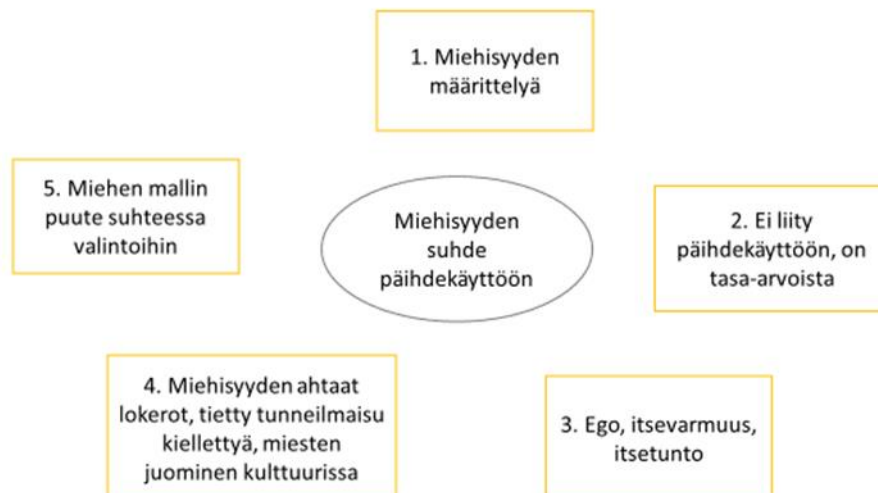 1. Miehisyyden
määrittelyä
5. Miehen mallin
puute suhteessa
valintoihin
Miehisyyden
suhde
päihdekäyttöön
2. Ei liity
päihdekäyttöön, on
tasa-arvoista
4. Miehisyyden ahtaat
lokerot, tietty tunneilmaisu
kiellettyä, miesten
juominen kulttuurissa
3. Ego, itsevarmuus,
itsetunto